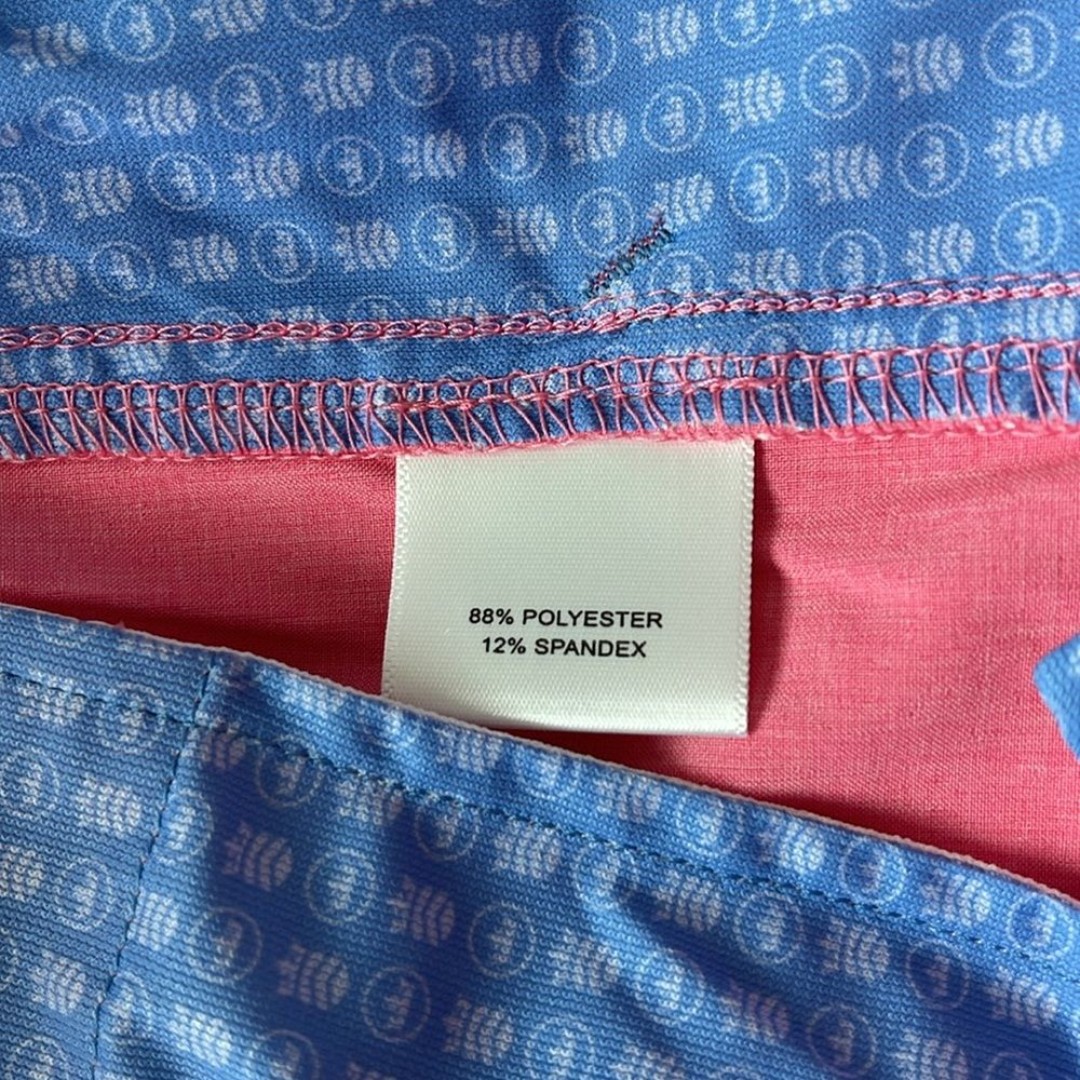 88% POLYESTER
12% SPANDEX